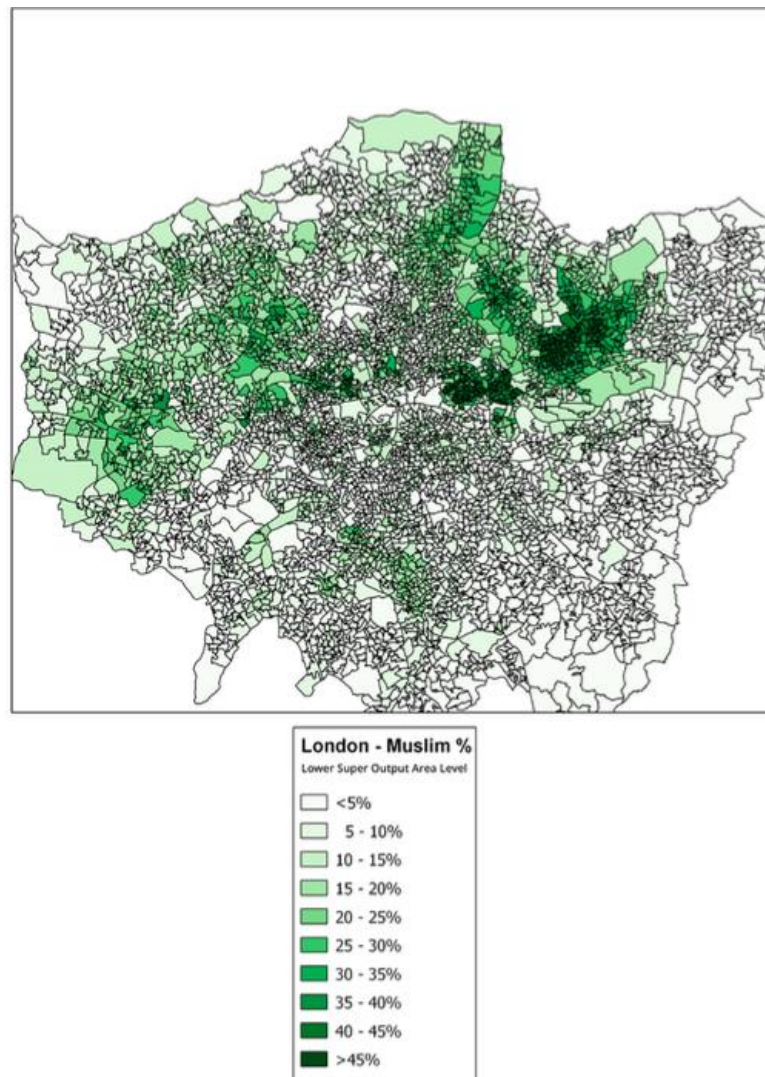 London - Muslim %
Lower Super Output Area Level
<5%
5 - 10%
10 - 15%
15 - 20%
20 - 25%
25 - 30%
30 - 35%
35 - 40%
40 - 45%
>45%